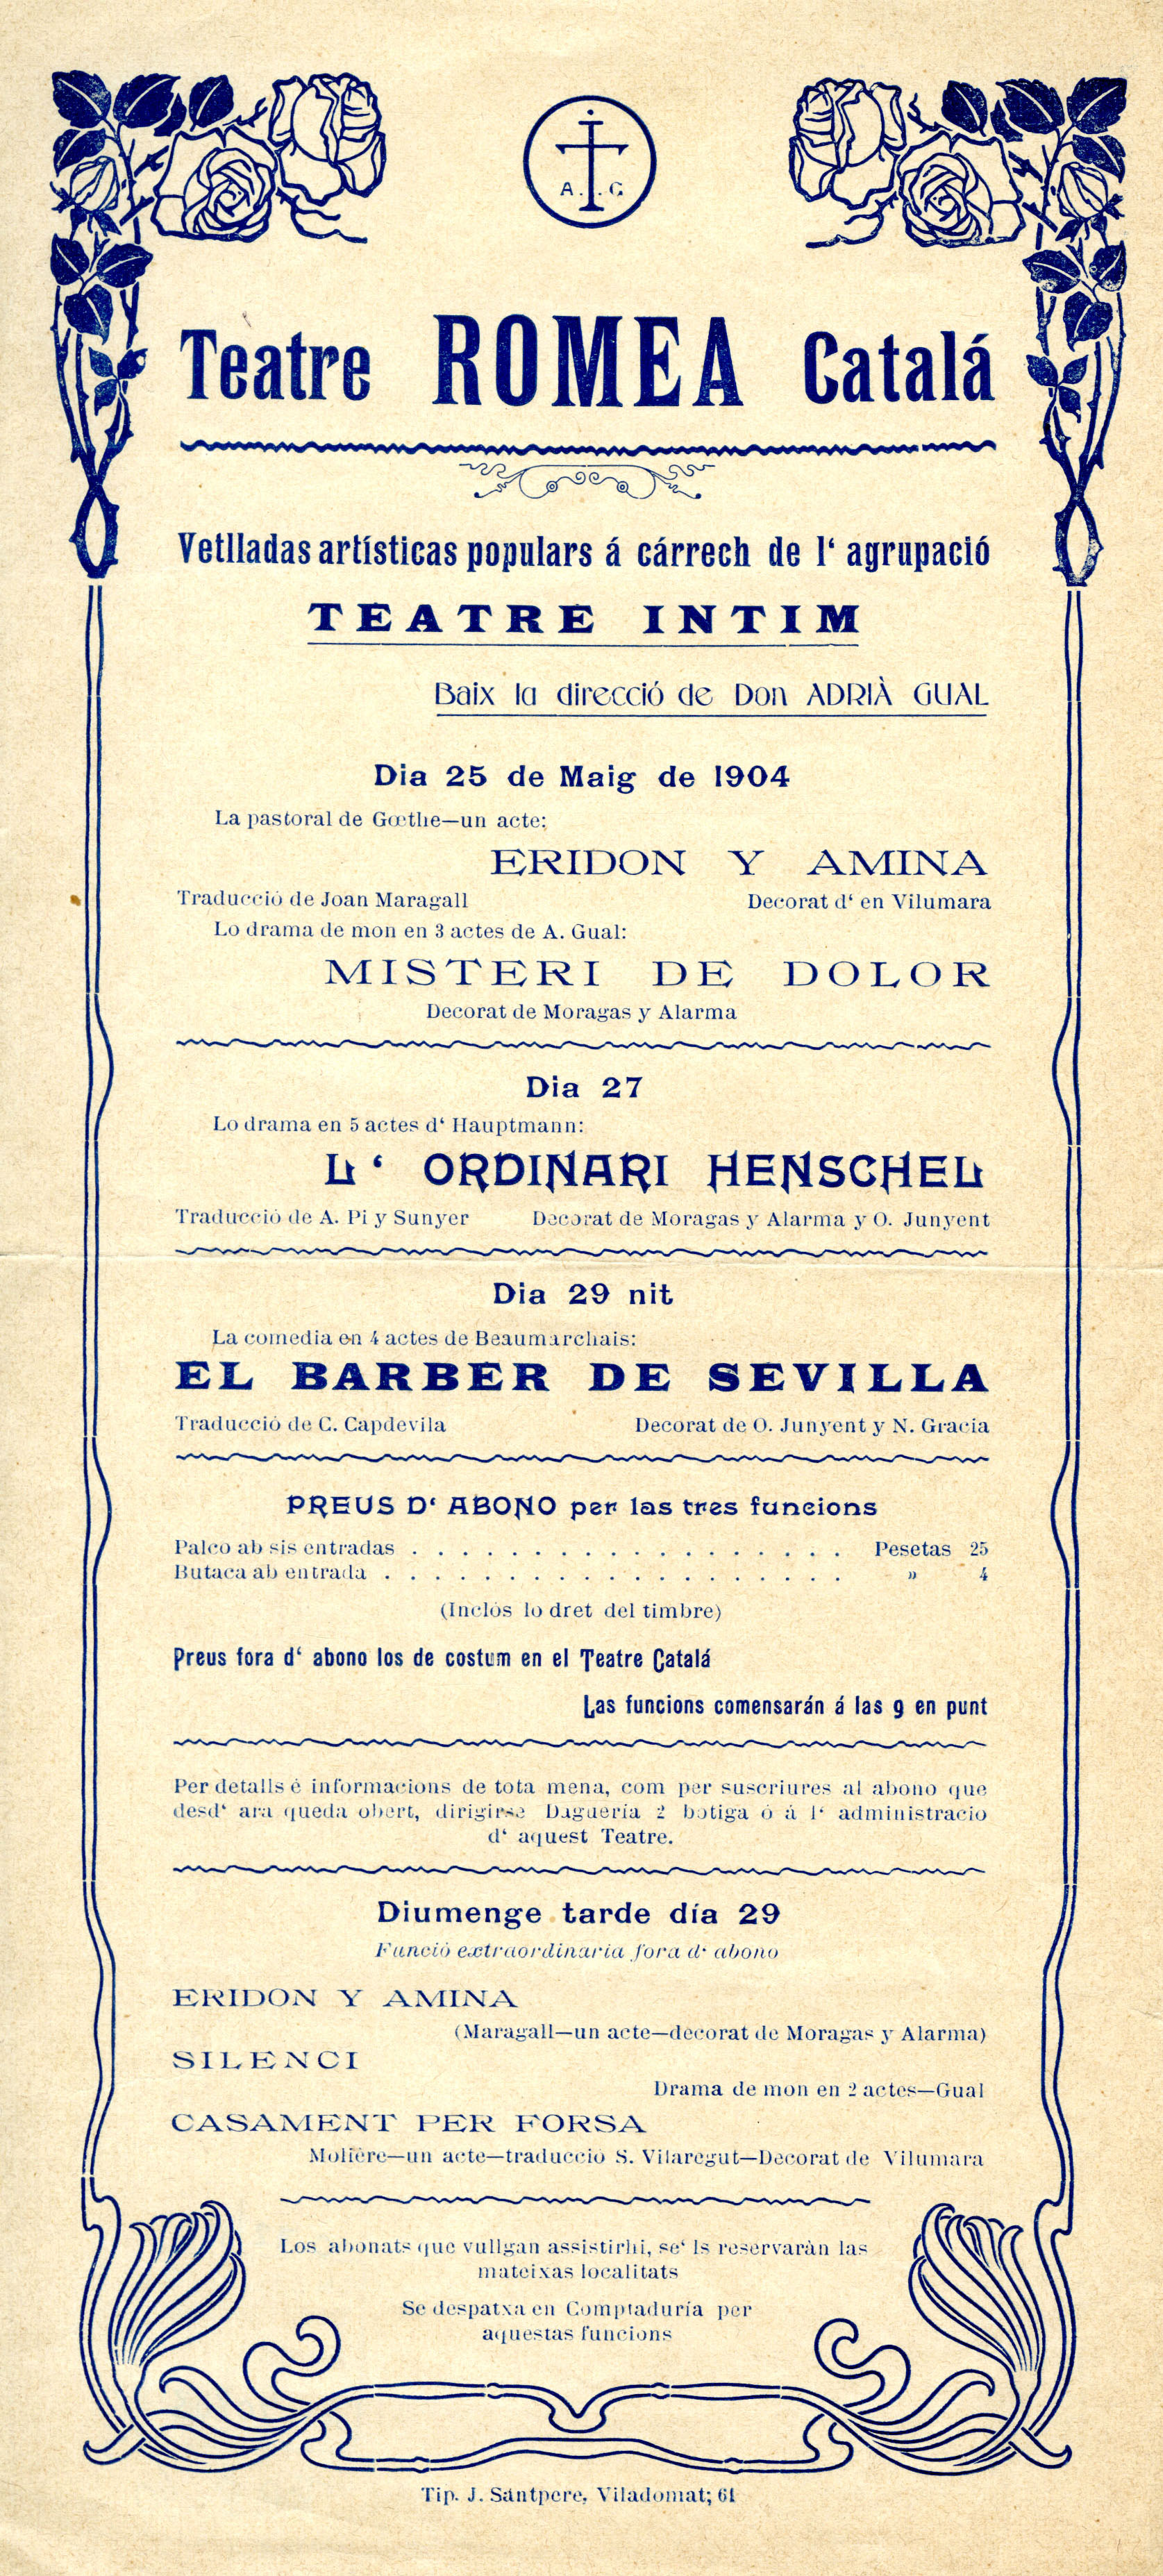 A. I. G
Teatre ROMEA Catalá
Vetlladas artísticas populars á cárrech de l‘ agrupació
TEATRE INTIM
Baix la direcció de Don ADRIÀ GUAL
Dia 25 de Maig de 1904
La pastoral de Gœthe—un acte:
ERIDON Y AMINA
Traducció de Joan Maragall Decorat d‘ en Vilumara
Lo drama de mon en 3 actes de A. Gual:
MISTERI DE DOLOR
Decorat de Moragas y Alarma
Dia 27
Lo drama en 5 actes d‘ Hauptmann:
L‘ ORDINARI HENSCHEL
Traducció de A. Pi y Sunyer Decorat de Moragas y Alarma y O. Junyent
Dia 29 nit
La comedia en 4 actes de Beaumarchais:
EL BARBER DE SEVILLA
Traducció de C. Capdevila Decorat de O. Junyent y N. Gracia
PREUS D‘ ABONO per las tres funcions
Palco ab sis entradas . . . . . . . . . . . . . . . . . . Pesetas 25
Butaca ab entrada . . . . . . . . . . . . . . . . . . . » 4
(Inclós lo dret del timbre)
Preus fora d‘ abono los de costum en el Teatre Catalá
Las funcions comensarán á las 9 en punt
Per detalls é informacions de tota mena, com per suscriures al abono que
desd‘ ara queda obert, dirigirse Daguería 2 botiga ó á l‘ administració
d‘ aquest Teatre.
Diumenge tarde día 29
Funció extraordinaria fora d‘ abono
ERIDON Y AMINA
(Maragall—un acte—decorat de Moragas y Alarma)
SILENCI
Drama de mon en 2 actes—Gual
CASAMENT PER FORSA
Molière—un acte—traducció S. Vilaregut—Decorat de Vilumara
Los abonats que vullgan assistirhi, se‘ ls reservarán las
mateixas localitats
Se despatxa en Comptaduría per
aquestas funcions
Tip. J. Santpere, Viladomat; 61